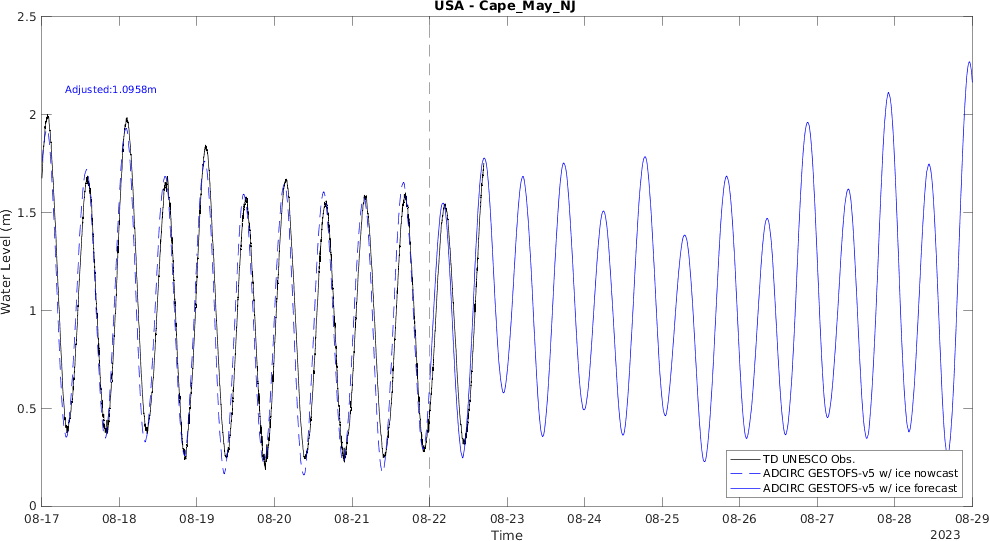 USA - Cape_May_NJ
2.5
2
1.5
1
0.5
0
Water Level (m)
Adjusted:1.0958m
TD UNESCO Obs.
ADCIRC GESTOFS-v5 w/ ice nowcast
ADCIRC GESTOFS-v5 w/ ice forecast
08-17 08-18 08-19 08-20 08-21 08-22 08-23 08-24 08-25 08-26 08-27 08-28 08-29
Time
2023